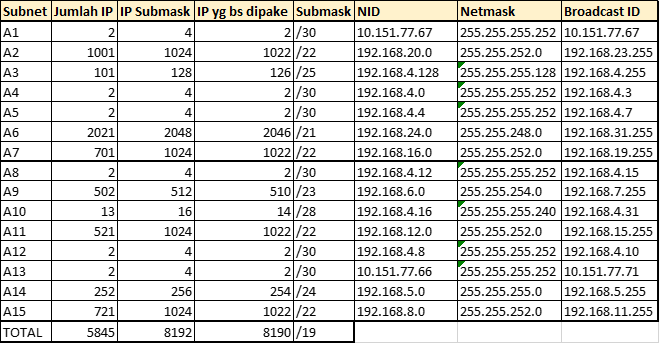 Subnet Jumlah IP IP Submask IP yg bs dipake Submask NID Netmask Broadcast ID
A1 2 4 2 /30 10.151.77.67 255.255.255.252 10.151.77.67
A2 1001 1024 1022 /22 192.168.20.0 255.255.252.0 192.168.23.255
A3 101 128 126 /25 192.168.4.128 255.255.255.128 192.168.4.255
A4 2 4 2 /30 192.168.4.0 255.255.255.252 192.168.4.3
A5 2 4 2 /30 192.168.4.4 255.255.255.252 192.168.4.7
A6 2021 2048 2046 /21 192.168.24.0 255.255.248.0 192.168.31.255
A7 701 1024 1022 /22 192.168.16.0 255.255.252.0 192.168.19.255
A8 2 4 2 /30 192.168.4.12 255.255.255.252 192.168.4.15
A9 502 512 510 /23 192.168.6.0 255.255.254.0 192.168.7.255
A10 13 16 14 /28 192.168.4.16 255.255.255.240 192.168.4.31
A11 521 1024 1022 /22 192.168.12.0 255.255.252.0 192.168.15.255
A12 2 4 2 /30 192.168.4.8 255.255.255.252 192.168.4.10
A13 2 4 2 /30 10.151.77.66 255.255.255.252 10.151.77.71
A14 252 256 254 /24 192.168.5.0 255.255.255.0 192.168.5.255
A15 721 1024 1022 /22 192.168.8.0 255.255.252.0 192.168.11.255
TOTAL 5845 8192 8190 /19